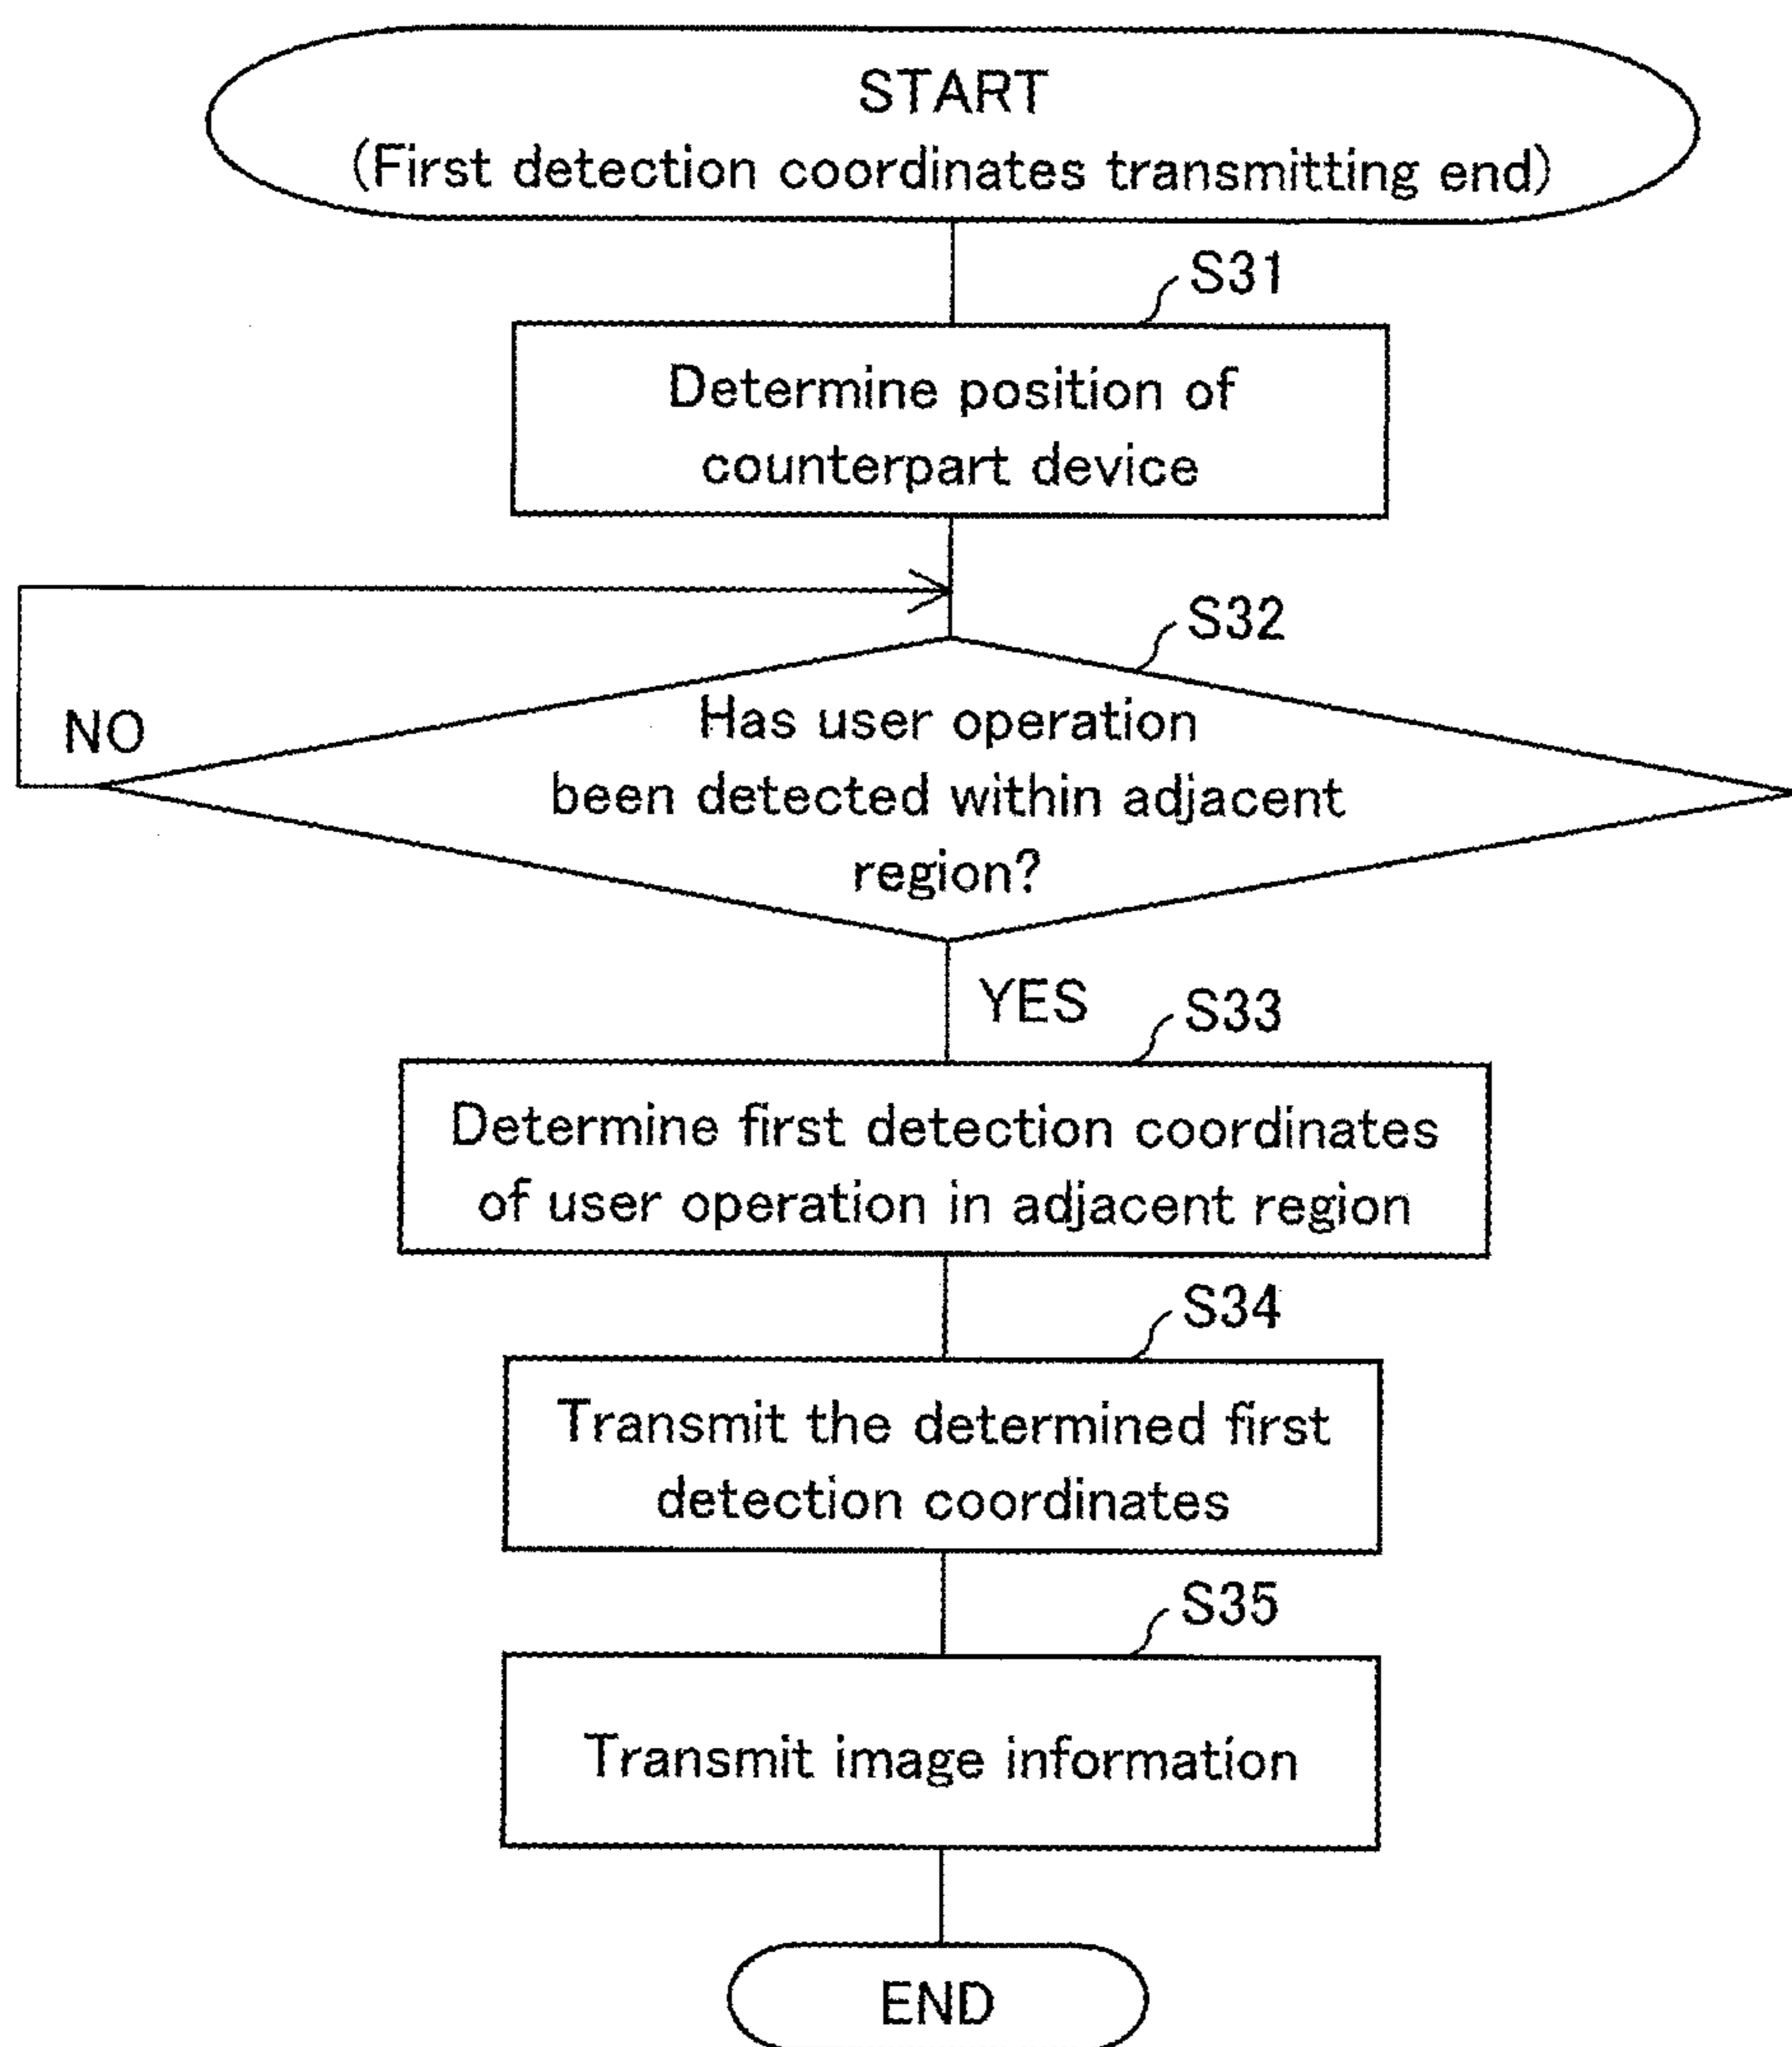 START
(First detection coordinates transmitting end)
S31
Determine position of
counterpart device
S32
Has user operation
been detected within adjacent
region?
NO
YES
S33
Determine first detection coordinates
of user operation in adjacent region
S34
Transmit the determined first
detection coordinates
S35
Transmit image information
END